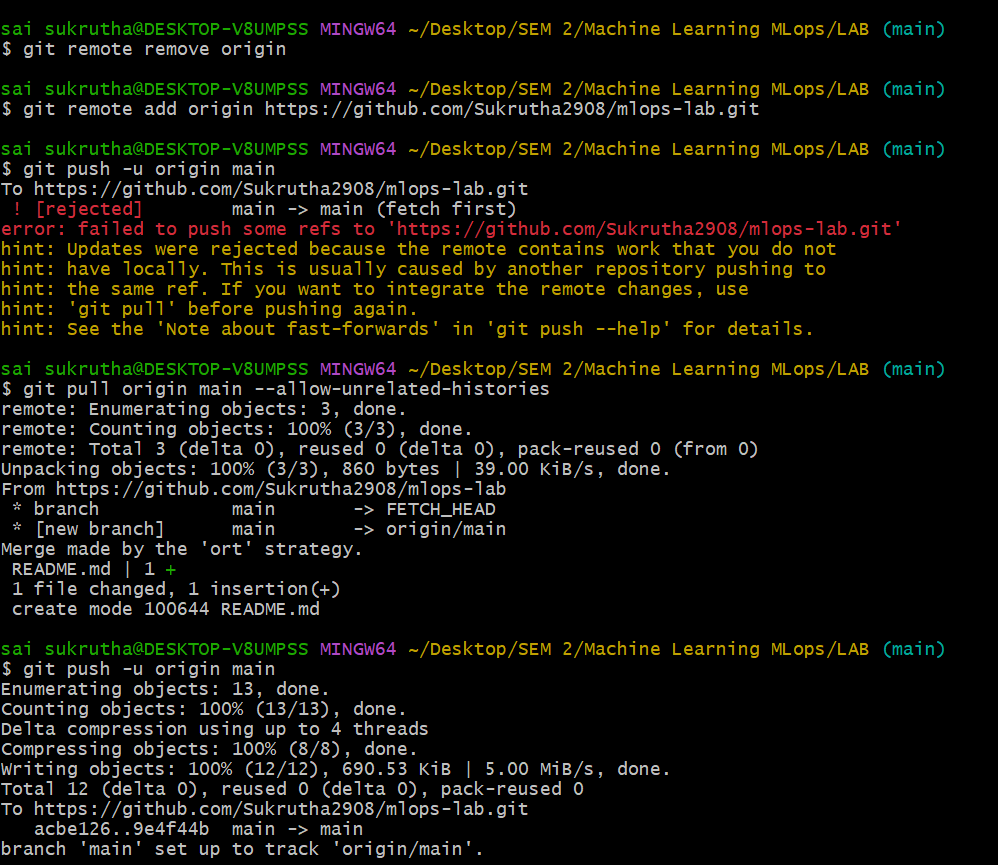 sai sukrutha@DESKTOP-V8UMPSS MINGW64 ~/Desktop/SEM 2/Machine Learning MLops/LAB (main)
$ git remote remove origin
sai sukrutha@DESKTOP-V8UMPSS MINGW64 ~/Desktop/SEM 2/Machine Learning MLops/LAB (main)
$ git remote add origin https://github.com/Sukrutha2908/mlops-lab.git
sai sukrutha@DESKTOP-V8UMPSS MINGW64 ~/Desktop/SEM 2/Machine Learning MLops/LAB (main)
$ git push -u origin main
To https://github.com/Sukrutha2908/mlops-lab.git
 ! [rejected]        main -> main (fetch first)
error: failed to push some refs to 'https://github.com/Sukrutha2908/mlops-lab.git'
hint: Updates were rejected because the remote contains work that you do not
hint: have locally. This is usually caused by another repository pushing to
hint: the same ref. If you want to integrate the remote changes, use
hint: 'git pull' before pushing again.
hint: See the 'Note about fast-forwards' in 'git push --help' for details.
sai sukrutha@DESKTOP-V8UMPSS MINGW64 ~/Desktop/SEM 2/Machine Learning MLops/LAB (main)
$ git pull origin main --allow-unrelated-histories
remote: Enumerating objects: 3, done.
remote: Counting objects: 100% (3/3), done.
remote: Total 3 (delta 0), reused 0 (delta 0), pack-reused 0 (from 0)
Unpacking objects: 100% (3/3), 860 bytes | 39.00 KiB/s, done.
From https://github.com/Sukrutha2908/mlops-lab
 * branch            main       -> FETCH_HEAD
 * [new branch]      main       -> origin/main
Merge made by the 'ort' strategy.
 README.md | 1 +
 1 file changed, 1 insertion(+)
 create mode 100644 README.md
sai sukrutha@DESKTOP-V8UMPSS MINGW64 ~/Desktop/SEM 2/Machine Learning MLops/LAB (main)
$ git push -u origin main
Enumerating objects: 13, done.
Counting objects: 100% (13/13), done.
Delta compression using up to 4 threads
Compressing objects: 100% (8/8), done.
Writing objects: 100% (12/12), 690.53 KiB | 5.00 MiB/s, done.
Total 12 (delta 0), reused 0 (delta 0), pack-reused 0
To https://github.com/Sukrutha2908/mlops-lab.git
   acbe126..9e4f44b  main -> main
branch 'main' set up to track 'origin/main'.